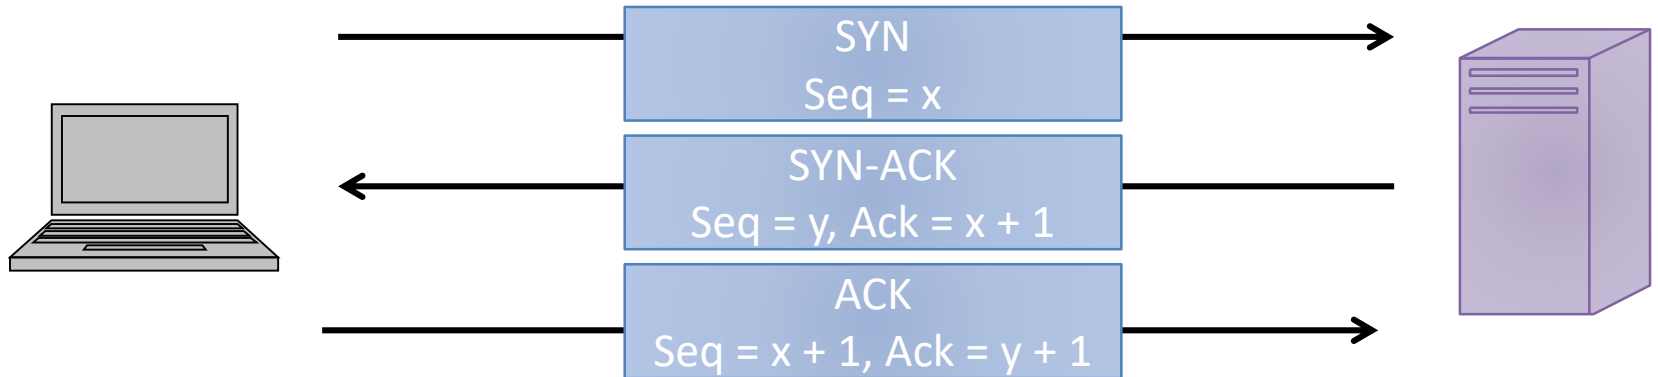 SYN
Seq = x
SYN-ACK
Seq = y, Ack = x + 1
ACK
Seq = x + 1, Ack = y + 1